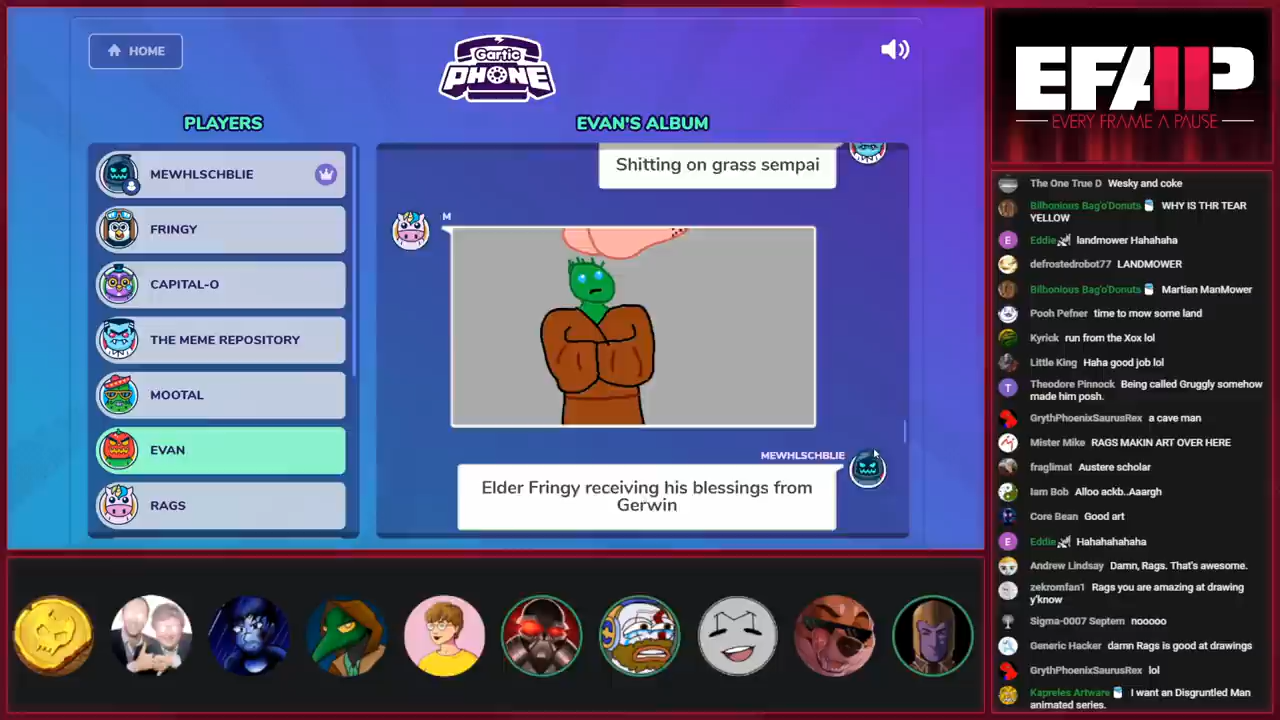 HOME
Gartic
PHONE
PLAYERS
EVAN'S ALBUM
MEWHLSCHBLIE
FRINGY
CAPITAL-O
THE MEME REPOSITORY
MOOTAL
EVAN
RAGS
Shitting on grass sempai
M
MEWHLSCHBLIE
Elder Fringy receiving his blessings from
Gerwin
EFAP
EVERY FRAME A PAUSE
The One True D Wesky and coke
Bilbonious Bag'o'Donuts WHY IS THR TEAR
YELLOW
Eddie landmower Hahahaha
defrostedrobot77 LANDMOWER
Bilbonious Bag'o'Donuts Martian ManMower
Pooh Pefner time to mow some land
Kyrick run from the Xox lol
Little King Haha good job lol
Theodore Pinnock Being called Gruggly somehow
made him posh.
GrythPhoenixSaurusRex a cave man
Mister Mike RAGS MAKIN ART OVER HERE
fraglimat Austere scholar
Iam Bob Alloo ackb..Aaargh
Core Bean Good art
Eddie Hahahahahaha
Andrew Lindsay Damn, Rags. That's awesome.
zekromfan1 Rags you are amazing at drawing
y'know
Sigma-0007 Septem nooooo
Generic Hacker damn Rags is good at drawings
GrythPhoenixSaurusRex lol
Kapreles Artware I want an Disgruntled Man
animated series.